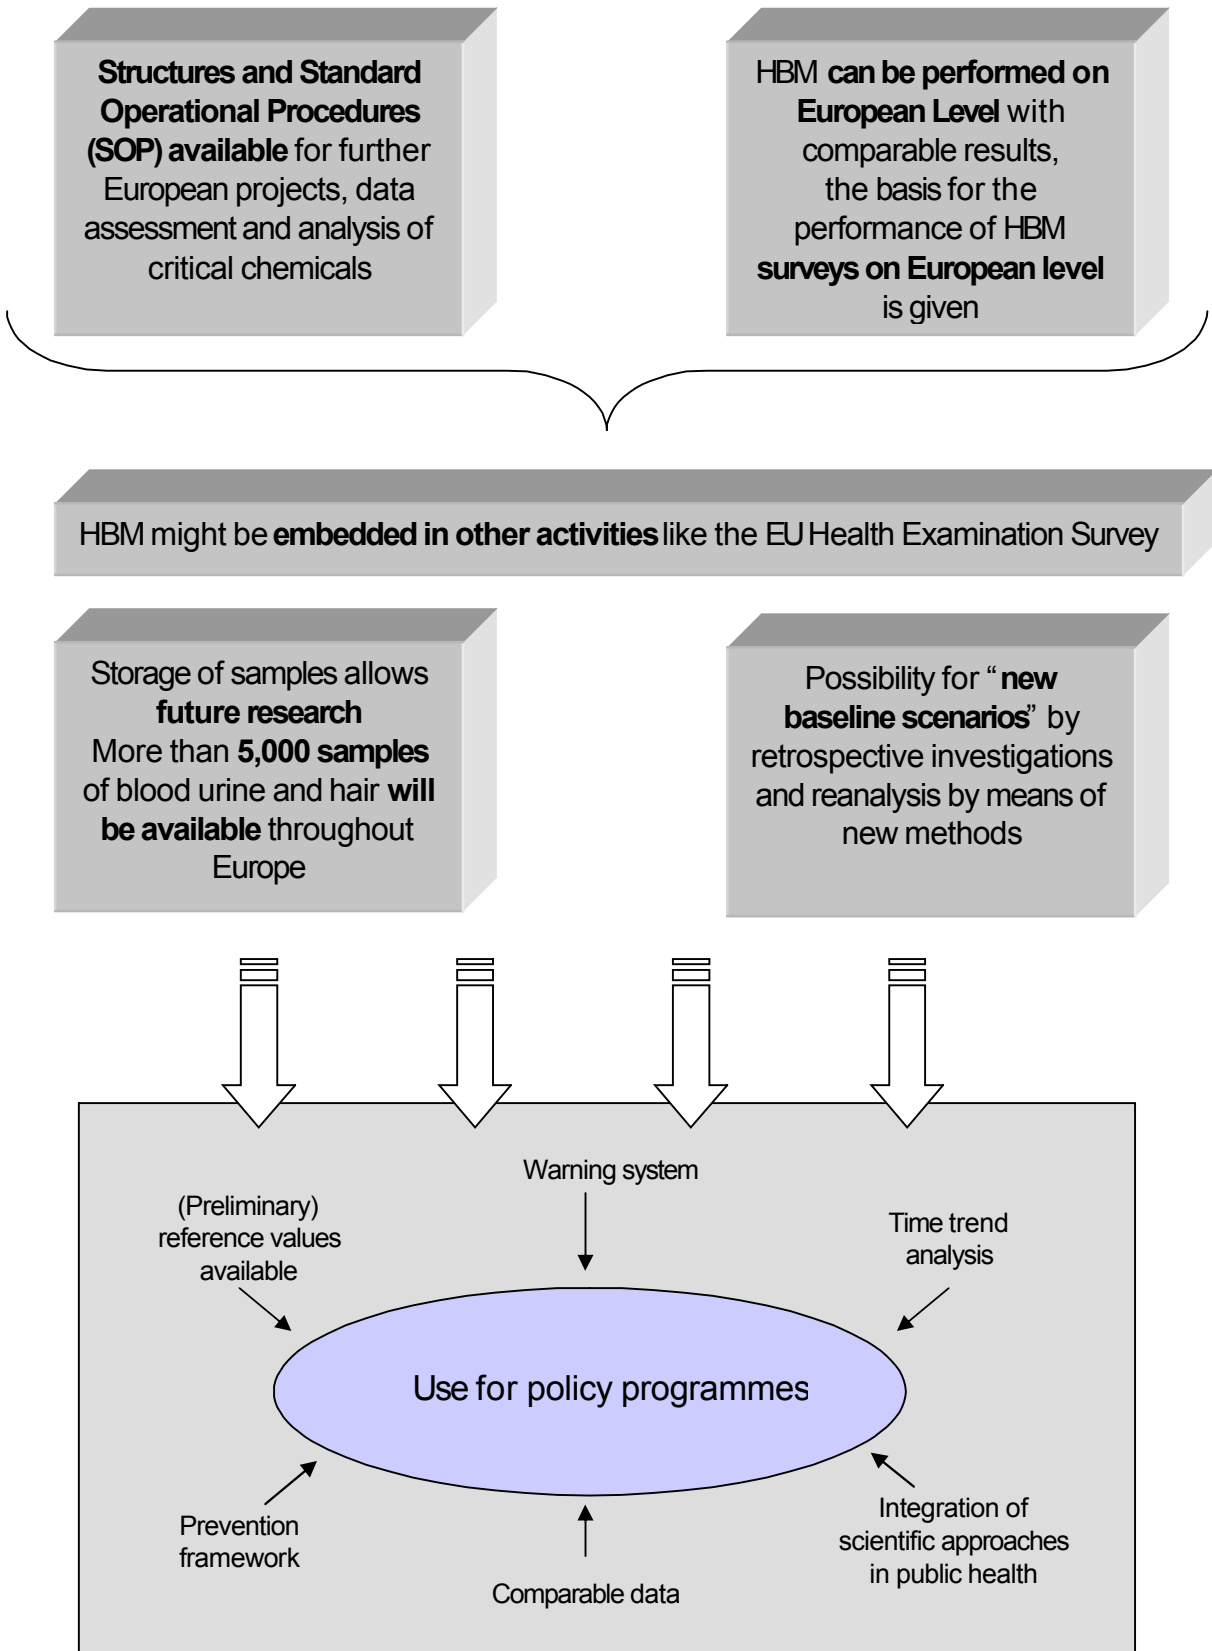 Structures and Standard
Operational Procedures
(SOP) available for further
European projects, data
assessment and analysis of
critical chemicals
HBM can be performed on
European Level with
comparable results,
the basis for the
performance of HBM
surveys on European level
is given
HBM might be embedded in other activities like the EU Health Examination Survey
Storage of samples allows
future research
More than 5,000 samples
of blood urine and hair will
be available throughout
Europe
Possibility for “new
baseline scenarios” by
retrospective investigations
and reanalysis by means of
new methods
Warning system
(Preliminary)
reference values
available
Time trend
analysis
Use for policy programmes
Prevention
framework
Comparable data
Integration of
scientific approaches
in public health